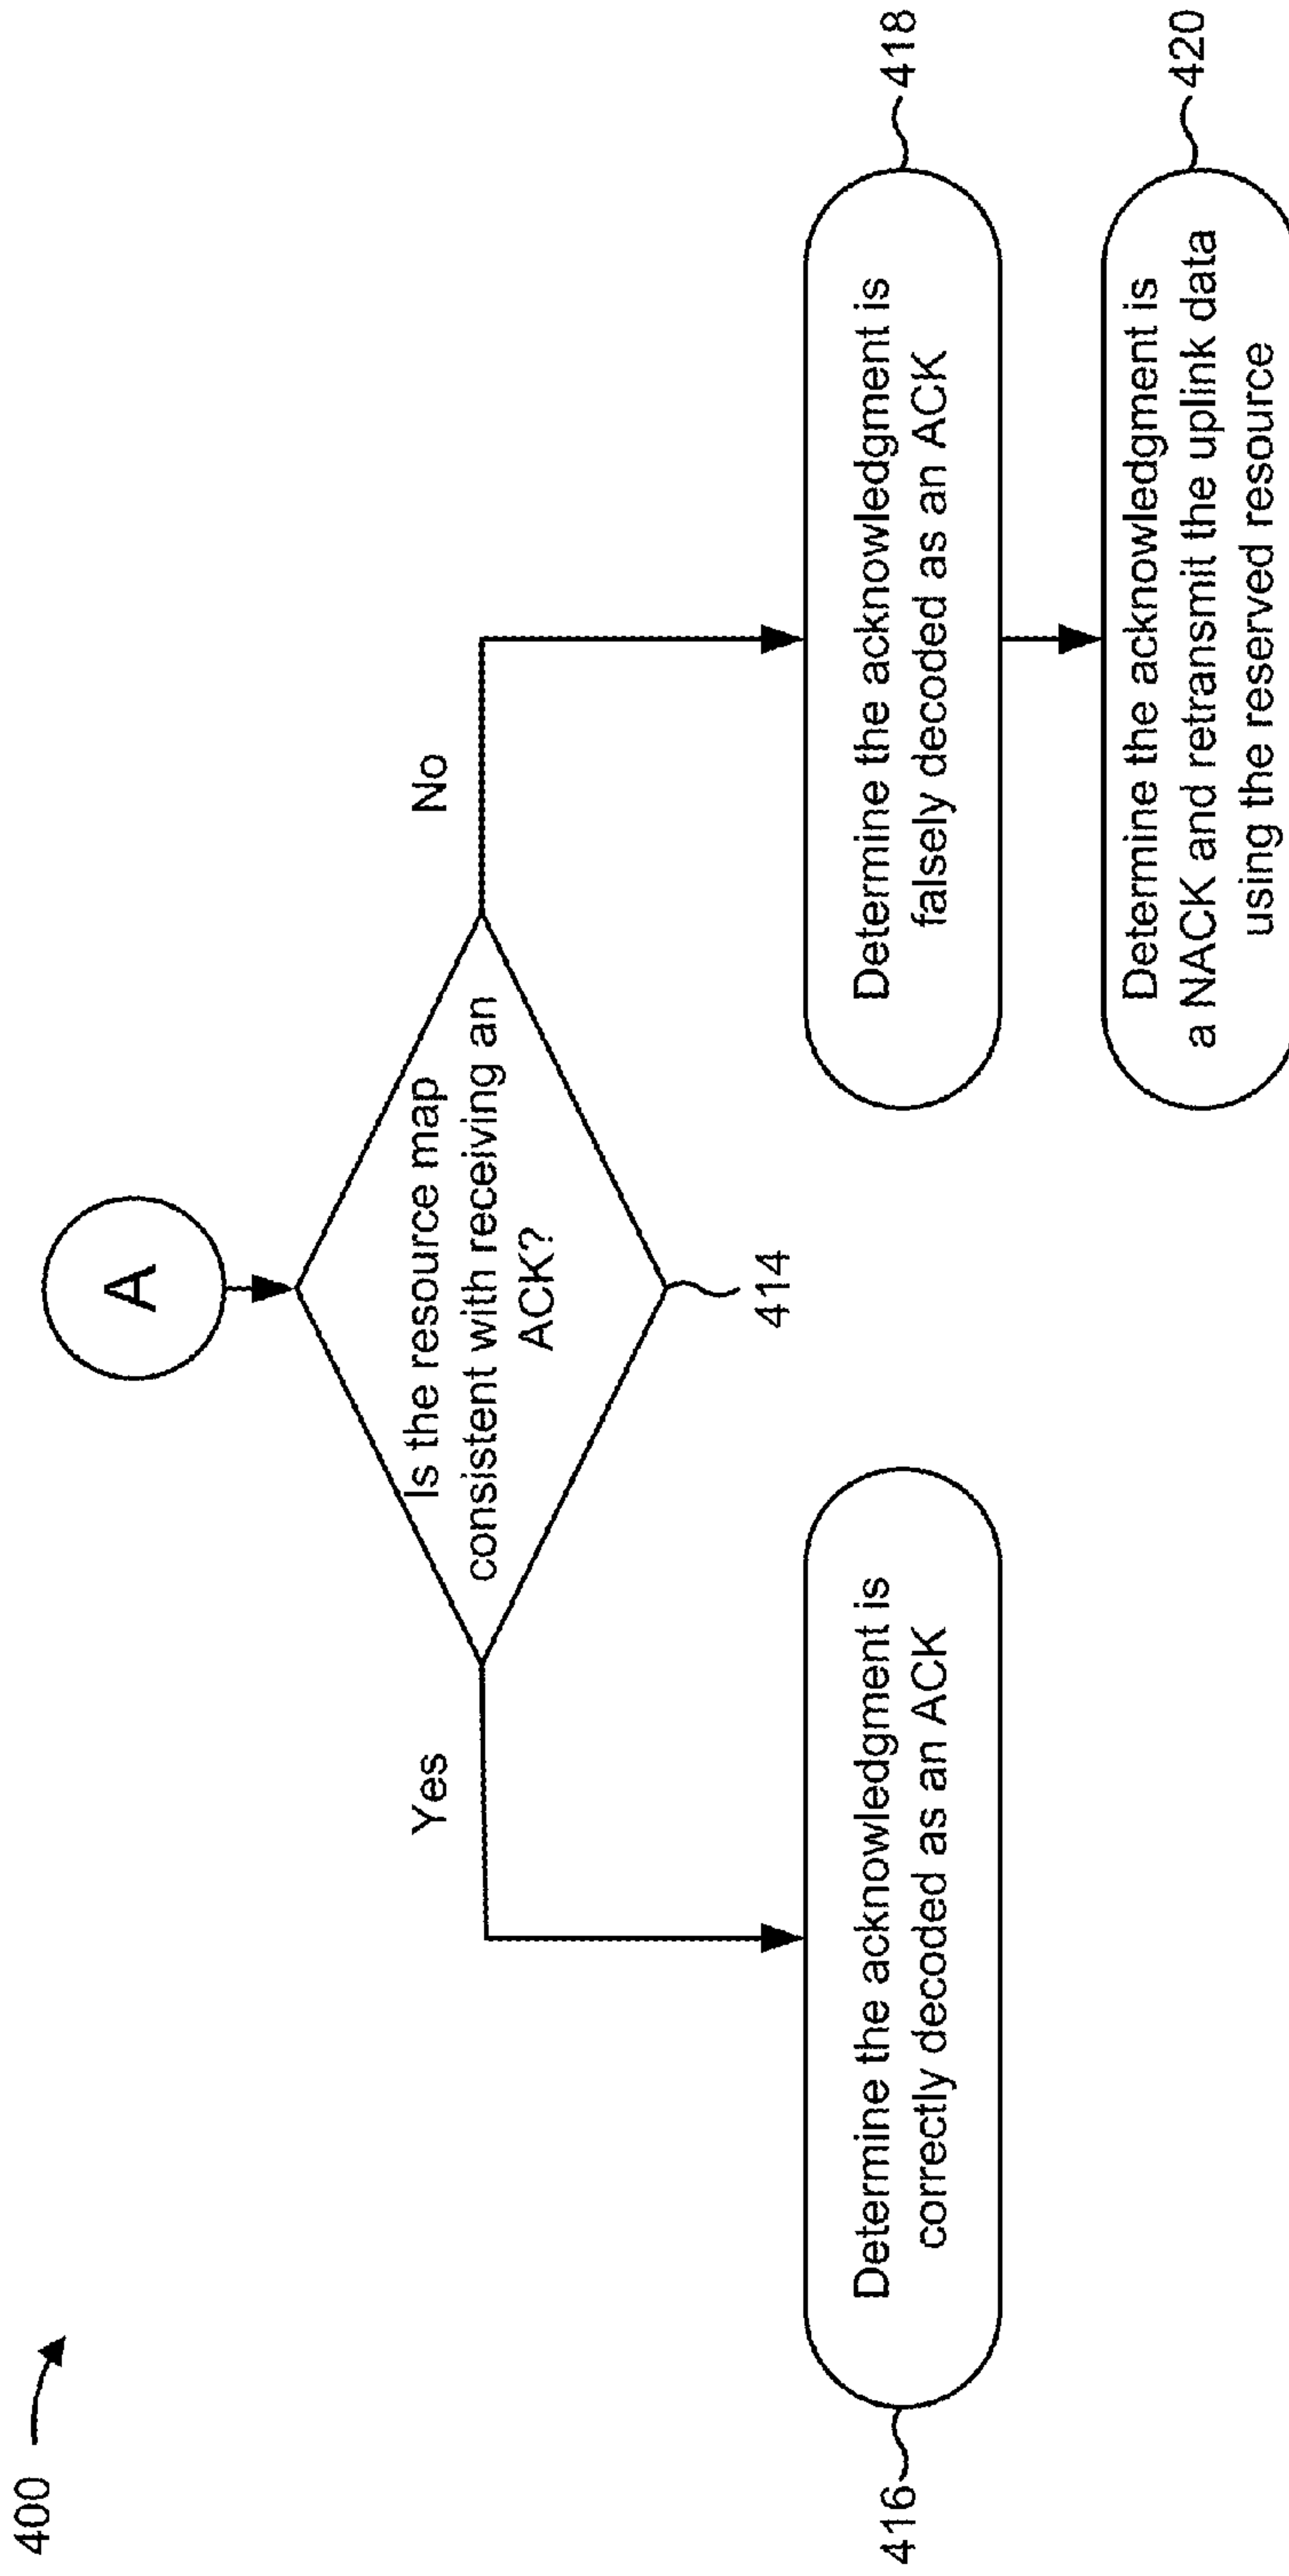 400
A
Is the resource map
consistent with receiving an
ACK?
414
Yes
No
Determine the acknowledgment is
correctly decoded as an ACK
416
Determine the acknowledgment is
falsely decoded as an ACK
418
Determine the acknowledgment is
a NACK and retransmit the uplink data
using the reserved resource
420